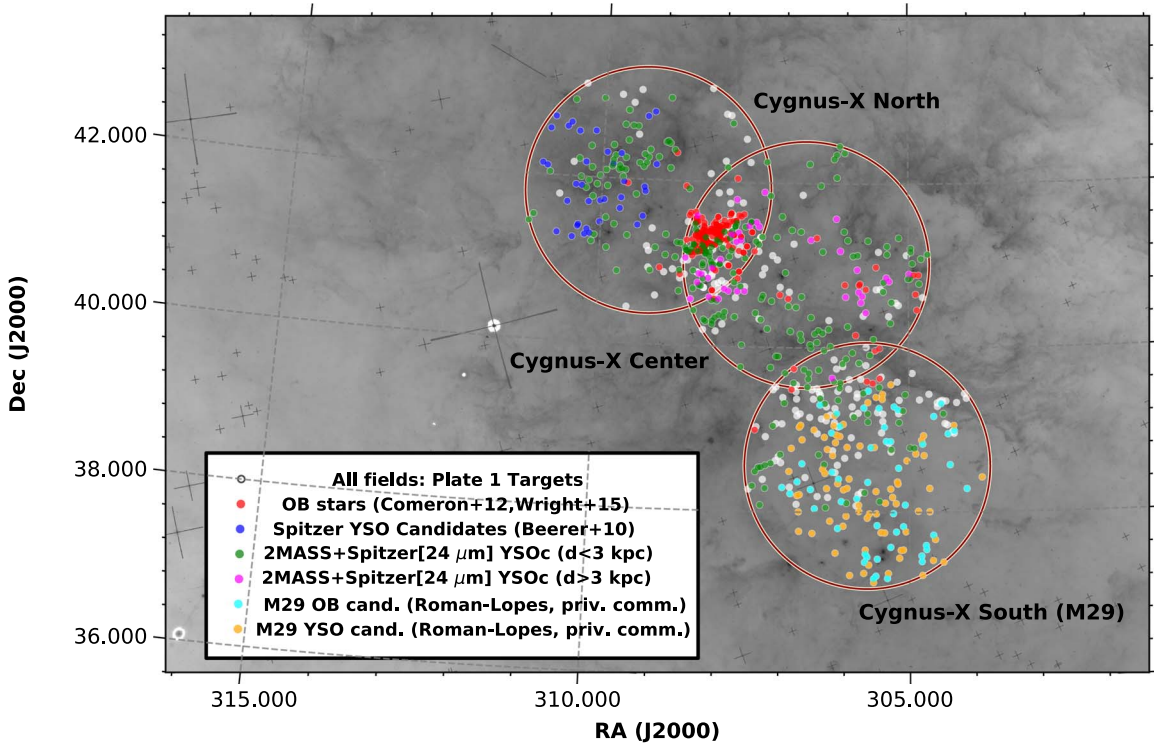 Cygnus-X North
42.000
40.000
Cygnus-X Center
Dec (J2000)
38.000
All fields: Plate 1 Targets
OB stars (Comeron+12,Wright+15)
Spitzer YSO Candidates (Beerer+10)
2MASS+Spitzer[24 μm] YSOc (d<3 kpc)
2MASS+Spitzer[24 μm] YSOc (d>3 kpc)
M29 OB cand. (Roman-Lopes, priv. comm.)
M29 YSO cand. (Roman-Lopes, priv. comm.)
Cygnus-X South (M29)
36.000
315.000 310.000 305.000
RA (J2000)